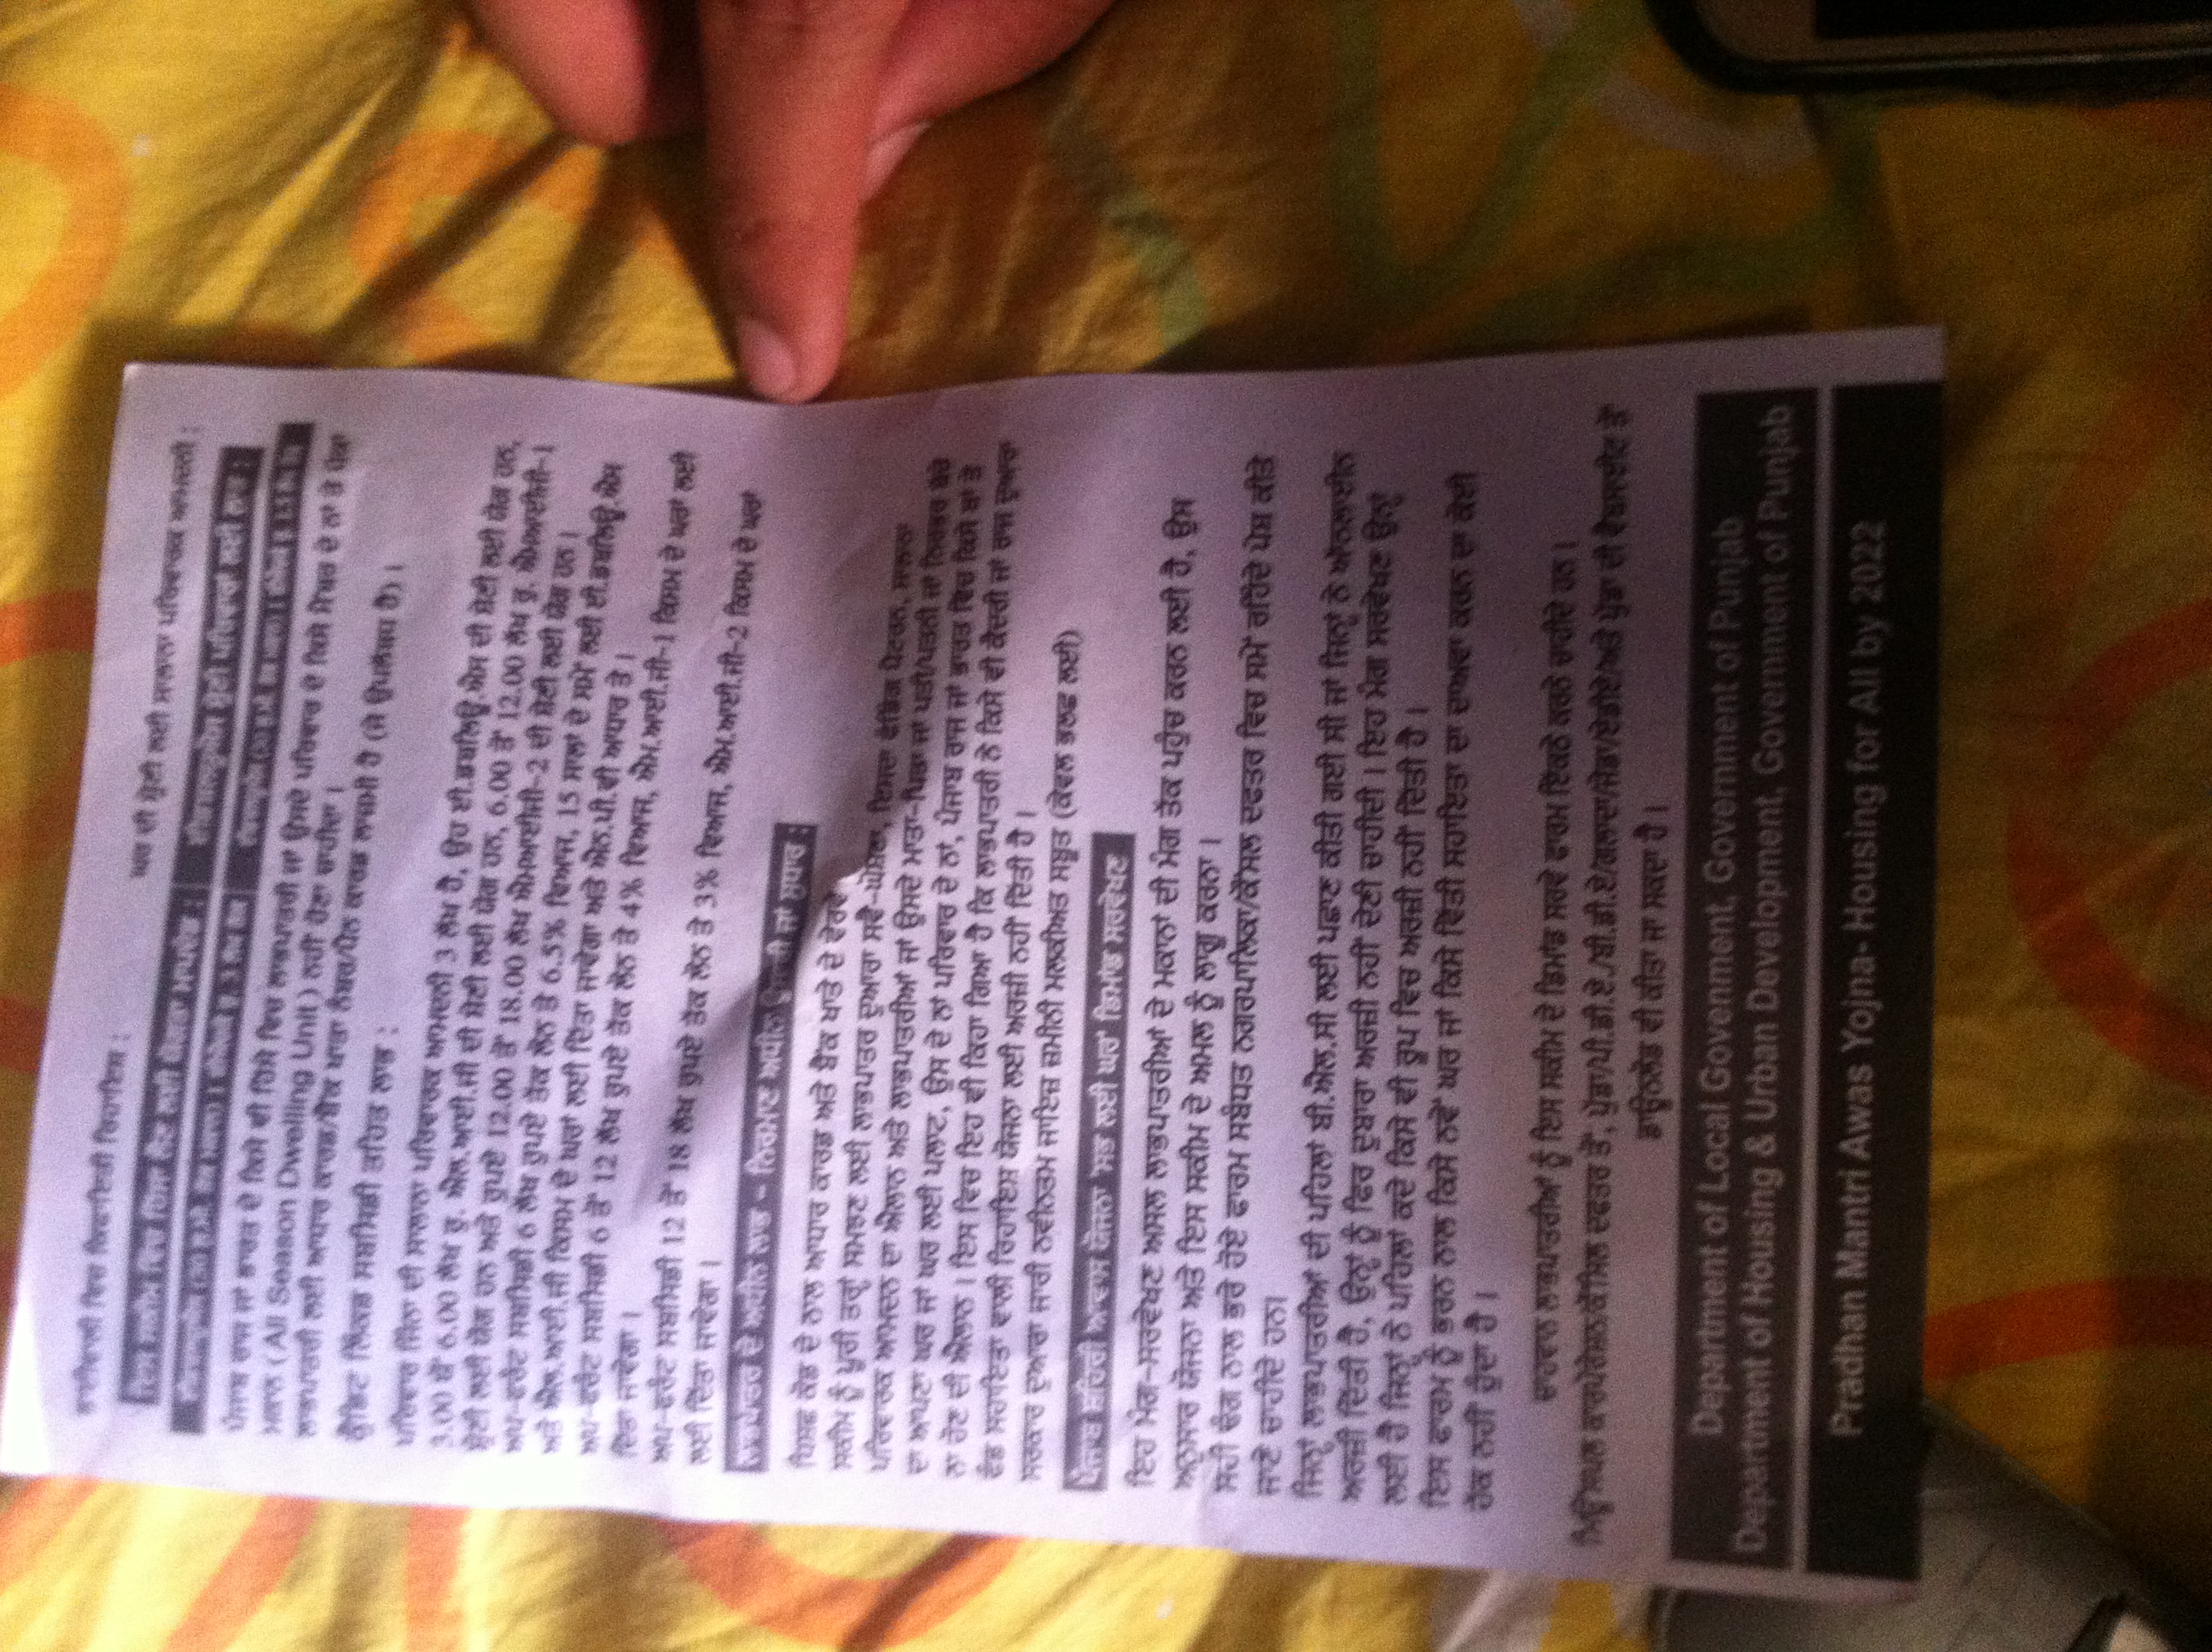 ਭਾਈਵਾਲੀ ਵਿਚ ਕਿਫਾਇਤੀ ਰਿਹਾਇਸ਼ :
ਘਰ ਦੀ ਸ਼੍ਰੇਣੀ ਲਈ ਸਾਲਾਨਾ ਪਰਿਵਾਰਕ ਆਮਦਨੀ :
ਇਸ ਸਕੀਮ ਵਿਚ ਹਿੱਸਾ ਲੈਣ ਲਈ ਯੋਗਤਾ ਮਾਪਦੰਡ :
ਸ਼੍ਰੇਣੀ ਪਰਿਵਾਰਾਂ ਲਈ ਲਾਭ :
ਪੰਜਾਬ ਰਾਜ ਜਾਂ ਭਾਰਤ ਦੇ ਕਿਸੇ ਵੀ ਹਿੱਸੇ ਵਿਚ ਲਾਭਪਾਤਰੀ ਜਾਂ ਉਸਦੇ ਪਰਿਵਾਰ ਦੇ ਕਿਸੇ ਮੈਂਬਰ ਦੇ ਨਾਂ ਤੇ ਪੱਕਾ
ਮਕਾਨ (All Season Dwelling Unit) ਨਹੀਂ ਹੋਣਾ ਚਾਹੀਦਾ ।
ਲਾਭਪਾਤਰੀ ਲਈ ਆਧਾਰ ਕਾਰਡ/ਬੈਂਕ ਖਾਤਾ ਨੰਬਰ/ਪੈਨ ਕਾਰਡ ਲਾਜ਼ਮੀ ਹੈ (ਜੇ ਉਪਲੱਬਧ ਹੈ) ।
ਕ੍ਰੈਡਿਟ ਲਿੰਕਡ ਸਬਸਿਡੀ ਤਹਿਤ ਲਾਭ :
ਪਰਿਵਾਰ ਜਿੰਨਾ ਦੀ ਸਾਲਾਨਾ ਪਰਿਵਾਰਕ ਆਮਦਨੀ 3 ਲੱਖ ਹੈ, ਉਹ ਈ.ਡਬਲਿਊ.ਐਸ ਦੀ ਸ਼੍ਰੇਣੀ ਲਈ ਯੋਗ ਹਨ,
3.00 ਥੋਂ 6.00 ਲੱਖ ਰੁ. ਐਲ.ਆਈ.ਜੀ ਦੀ ਸ਼੍ਰੇਣੀ ਲਈ ਯੋਗ ਹਨ, 6.00 ਤੋਂ 12.00 ਲੱਖ ਰੁ. ਐਮਆਈਜੀ-1
ਸ਼੍ਰੇਣੀ ਲਈ ਯੋਗ ਹਨ ਅਤੇ ਰੁਪਏ 12.00 ਤੋਂ 18.00 ਲੱਖ ਐਮਆਈਜੀ-2 ਦੀ ਸ਼੍ਰੇਣੀ ਲਈ ਯੋਗ ਹਨ ।
ਅਪ-ਫਰੰਟ ਸਬਸਿਡੀ 6 ਲੱਖ ਰੁਪਏ ਤੱਕ ਲੋਨ ਤੇ 6.5% ਵਿਆਜ, 15 ਸਾਲਾਂ ਦੇ ਸਮੇਂ ਲਈ ਈ.ਡਬਲਿਊ.ਐਸ
ਅਤੇ ਐਲ.ਆਈ.ਜੀ ਕਿਸਮ ਦੇ ਘਰਾਂ ਲਈ ਦਿੱਤਾ ਜਾਵੇਗਾ ਅਤੇ ਐਨ.ਪੀ.ਵੀ ਆਧਾਰ ਤੇ ।
ਅਪ-ਫਰੰਟ ਸਬਸਿਡੀ 6 ਤੋਂ 12 ਲੱਖ ਰੁਪਏ ਤੱਕ ਲੋਨ ਤੇ 4% ਵਿਆਜ, ਐਮ.ਆਈ.ਜੀ-1 ਕਿਸਮ ਦੇ ਘਰਾਂ ਲਈ
ਦਿੱਤਾ ਜਾਵੇਗਾ ।
ਅਪ-ਫਰੰਟ ਸਬਸਿਡੀ 12 ਤੋਂ 18 ਲੱਖ ਰੁਪਏ ਤੱਕ ਲੋਨ ਤੇ 3% ਵਿਆਜ, ਐਮ.ਆਈ.ਜੀ-2 ਕਿਸਮ ਦੇ ਘਰਾਂ
ਲਈ ਦਿੱਤਾ ਜਾਵੇਗਾ ।
ਲਾਭਪਾਤਰ ਦੇ ਅਧੀਨ ਲਾਭ - ਨਿਰਮਾਣ ਅਧੀਨ ਜਾਂ ਸੁਧਾਰ :
ਪਿਸ਼ਫ ਕੋਡ ਦੇ ਨਾਲ ਆਧਾਰ ਕਾਰਡ ਅਤੇ ਬੈਂਕ ਖਾਤੇ ਦੇ ਵੇਰਵੇ
ਸਕੀਮ ਨੂੰ ਪੂਰੀ ਤਰ੍ਹਾਂ ਸਮਝਣ ਲਈ ਲਾਭਪਾਤਰ ਦੁਆਰਾ ਸਵੈ-ਘੋਸ਼ਣਾ, ਇਸਦਾ ਫੰਡਿੰਗ ਪੈਟਰਨ, ਸਾਲਾਨਾ
ਪਰਿਵਾਰਕ ਆਮਦਨ ਦਾ ਐਲਾਨ ਅਤੇ ਲਾਭਪਾਤਰੀਆਂ ਜਾਂ ਉਸਦੇ ਮਾਤਾ-ਪਿਤਾ ਜਾਂ ਪਤੀ/ਪਤਨੀ ਜਾਂ ਨਿਰਭਰ ਬੱਚੇ
ਦਾ ਆਪਣਾ ਘਰ ਜਾਂ ਘਰ ਲਈ ਪਲਾਟ, ਉਸ ਦੇ ਨਾਂ ਪਰਿਵਾਰ ਦੇ ਨਾਂ, ਪੰਜਾਬ ਰਾਜ ਜਾਂ ਭਾਰਤ ਵਿਚ ਕਿਸੇ ਥਾਂ ਤੇ
ਨਾ ਹੋਣ ਦੀ ਐਲਾਨ । ਇਸ ਵਿਚ ਇਹ ਵੀ ਕਿਹਾ ਗਿਆ ਹੈ ਕਿ ਲਾਭਪਾਤਰੀ ਨੇ ਕਿਸੇ ਵੀ ਕੈਂਦਰੀ ਜਾਂ ਰਾਜ ਦੁਆਰਾ
ਫੰਡ ਸਹਾਇਤਾ ਵਾਲੀ ਰਿਹਾਇਸ਼ ਯੋਜਨਾ ਲਈ ਅਰਜ਼ੀ ਨਹੀਂ ਦਿੱਤੀ ਹੈ ।
ਸਰਕਾਰ ਦੁਆਰਾ ਜਾਰੀ ਨਵੀਨਤਮ ਜਾਇਜ਼ ਜ਼ਮੀਨੀ ਮਲਕੀਅਤ ਸਬੂਤ (ਕੇਵਲ ਭਲਛ ਲਈ)
ਪੰਜਾਬ ਸ਼ਹਿਰੀ ਆਵਾਸ ਯੋਜਨਾ 'ਸਭ ਲਈ ਘਰ' ਡਿਮਾਂਡ ਸਰਵੇਖਣ
ਇਹ ਮੰਗ-ਸਰਵੇਖਣ ਅਸਲ ਲਾਭਪਾਤਰੀਆਂ ਦੇ ਮਕਾਨਾਂ ਦੀ ਮੰਗ ਤੱਕ ਪਹੁੰਚ ਕਰਨ ਲਈ ਹੈ, ਉਸ
ਅਨੁਸਾਰ ਯੋਜਨਾ ਅਤੇ ਇਸ ਸਕੀਮ ਦੇ ਅਮਲ ਨੂੰ ਲਾਗੂ ਕਰਨਾ ।
ਸਹੀ ਢੰਗ ਨਾਲ ਭਰੇ ਹੋਏ ਫਾਰਮ ਸਬੰਧਤ ਨਗਰਪਾਲਿਕਾ/ਕੌਂਸਲ ਦਫਤਰ ਵਿਚ ਸਮੇਂ ਰਹਿੰਦੇ ਪੇਸ਼ ਕੀਤੇ
ਜਾਣੇ ਚਾਹੀਦੇ ਹਨ।
ਜਿਨ੍ਹਾਂ ਲਾਭਪਾਤਰੀਆਂ ਦੀ ਪਹਿਲਾਂ ਬੀ.ਐਲ.ਸੀ ਲਈ ਪਛਾਣ ਕੀਤੀ ਗਈ ਸੀ ਜਾਂ ਜਿਨ੍ਹਾਂ ਨੇ ਔਨਲਾਈਨ
ਅਰਜ਼ੀ ਦਿੱਤੀ ਹੈ, ਉਨ੍ਹਾਂ ਨੂੰ ਫਿਰ ਦੁਬਾਰਾ ਅਰਜ਼ੀ ਨਹੀਂ ਦੇਣੀ ਚਾਹੀਦੀ । ਇਹ ਮੰਗ ਸਰਵੇਖਣ ਉਨ੍ਹਾਂ
ਲਈ ਹੈ ਜਿਨ੍ਹਾਂ ਨੇ ਪਹਿਲਾਂ ਕਦੇ ਕਿਸੇ ਵੀ ਰੂਪ ਵਿਚ ਅਰਜ਼ੀ ਨਹੀਂ ਦਿੱਤੀ ਹੈ ।
ਇਸ ਫਾਰਮ ਨੂੰ ਭਰਨ ਨਾਲ ਕਿਸੇ ਨਵੇਂ ਘਰ ਜਾਂ ਕਿਸੇ ਵਿੱਤੀ ਸਹਾਇਤਾ ਦਾ ਦਾਅਵਾ ਕਰਨ ਦਾ ਕੋਈ
ਹੱਕ ਨਹੀਂ ਹੁੰਦਾ ਹੈ ।
ਚਾਹਵਾਨ ਲਾਭਪਾਤਰੀਆਂ ਨੂੰ ਇਸ ਸਕੀਮ ਦੇ ਡਿਮਾਂਡ ਸਰਵੇ ਫਾਰਮ ਇੱਕਠੇ ਕਰਨੇ ਚਾਹੀਦੇ ਹਨ ।
ਮਿਊਂਸਪਲ ਕਾਰਪੋਰੇਸ਼ਨ/ਕੌਂਸਿਲ ਦਫਤਰ ਤੋਂ, ਪੁੱਡਾ/ਪੀ.ਡੀ.ਏ./ਬੀ.ਡੀ.ਏ/ਗਲਾਦਾ/ਜੇਡਾ/ਏਡੀਏ/ਅਤੇ ਪੁੱਡਾ ਦੀ ਵੈਬਸਾਈਟ ਤੋਂ
ਡਾਊਨਲੋਡ ਵੀ ਕੀਤਾ ਜਾ ਸਕਦਾ ਹੈ ।
Department of Local Govenment, Government of Punjab
Department of Housing & Urban Development, Government of Punjab
Pradhan Mantri Awas Yojna- Housing for All by 2022